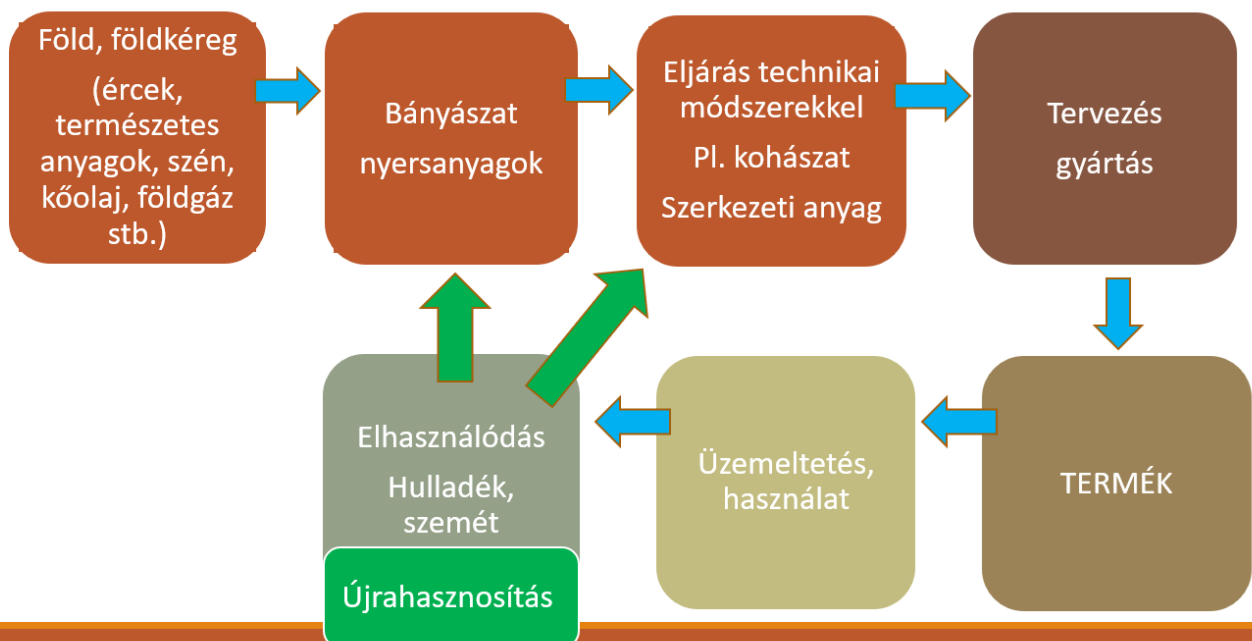 Föld, földkéreg
(ércek,
természetes
anyagok, szén,
kőolaj, földgáz
stb.)
Bányászat
nyersanyagok
Eljárás technikai
módszerekkel
Pl. kohászat
Szerkezeti anyag
Tervezés
gyártás
TERMÉK
Üzemeltetés,
használat
Elhasználódás
Hulladék,
szemét
Újrahasznosítás